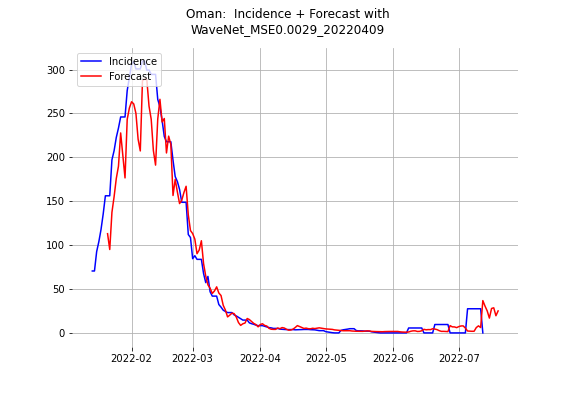 Oman:  Incidence + Forecast with
WaveNet_MSE0.0029_20220409
Incidence
Forecast
300
250
200
150
100
50
0
2022-02 2022-03 2022-04 2022-05 2022-06 2022-07